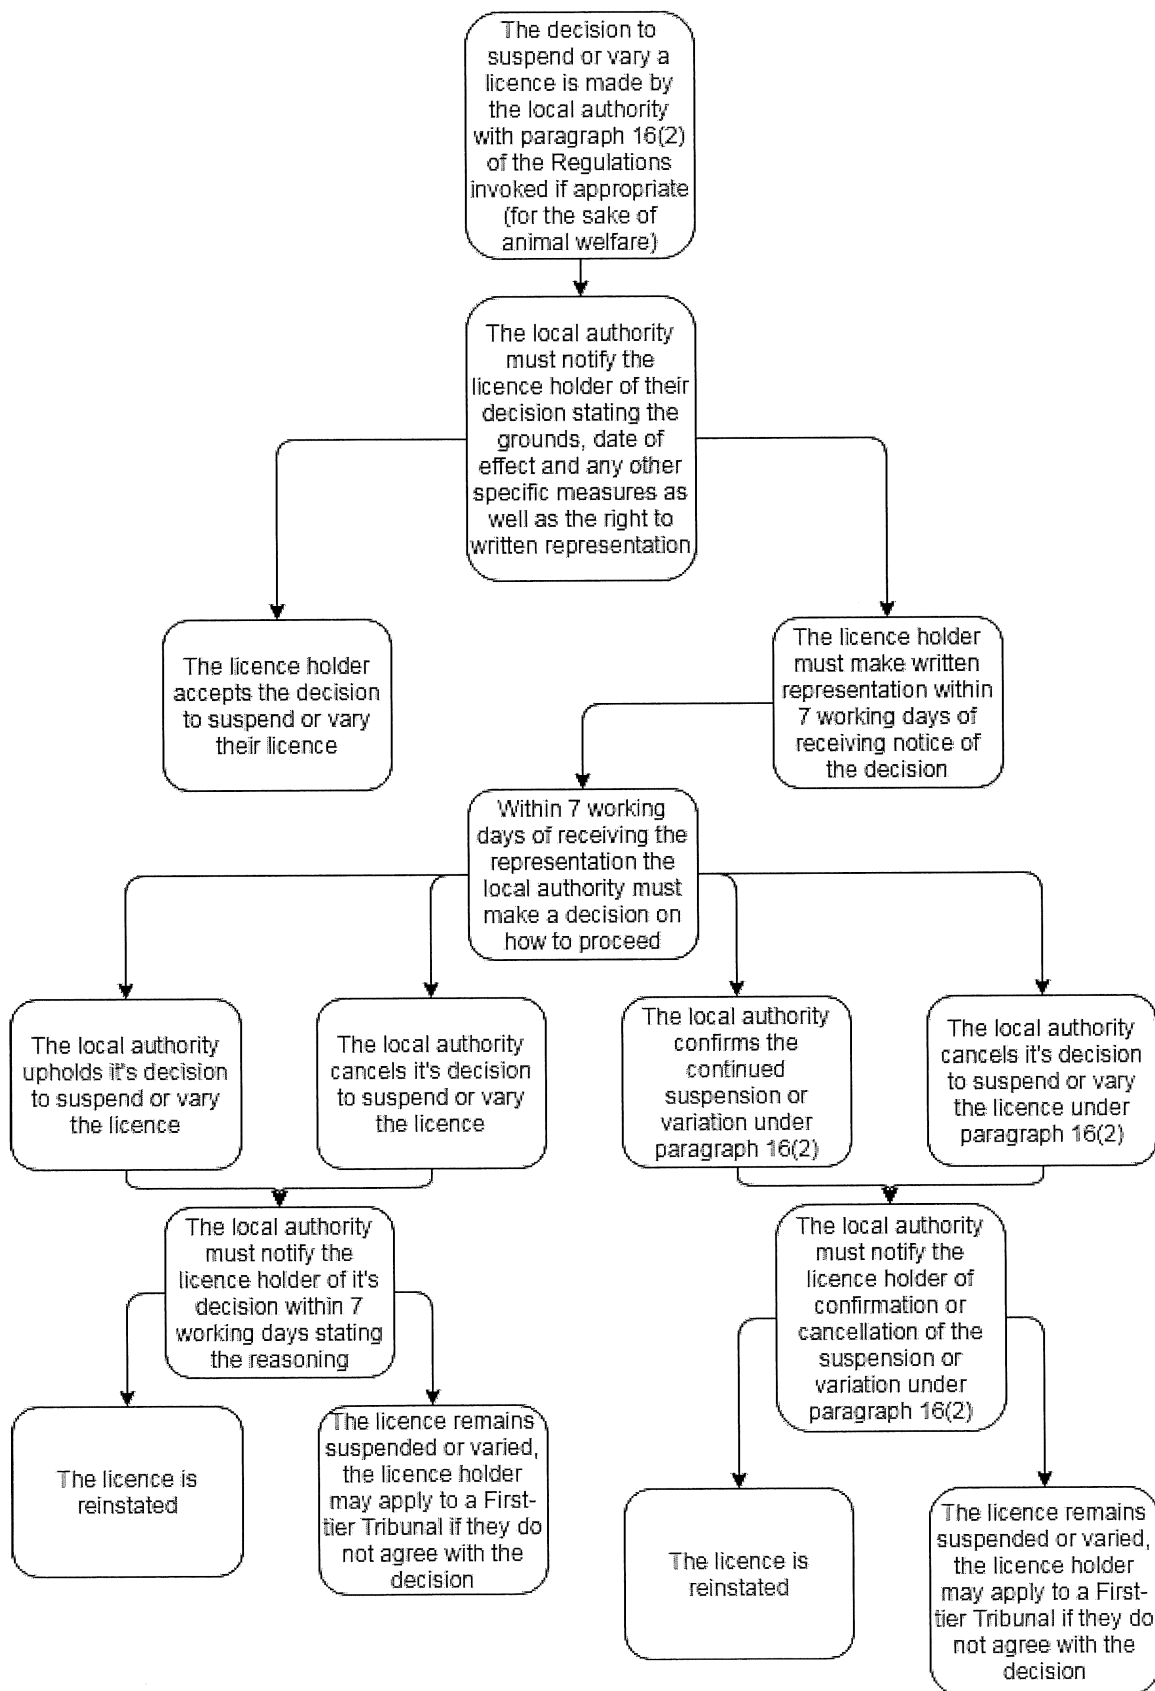 The decision to
suspend or vary a
licence is made by
the local authority
with paragraph 16(2)
of the Regulations
invoked if appropriate
(for the sake of
animal welfare)
The local authority
must notify the
licence holder of their
decision stating the
grounds, date of
effect and any other
specific measures as
well as the right to
written representation
The licence holder
accepts the decision
to suspend or vary
their licence
The licence holder
must make written
representation within
7 working days of
receiving notice of
the decision
Within 7 working
days of receiving the
representation the
local authority must
make a decision on
how to proceed
The local authority
upholds it's decision
to suspend or vary
the licence
The local authority
cancels it's decision
to suspend or vary
the licence
The local authority
confirms the
continued
suspension or
variation under
paragraph 16(2)
The local authority
cancels it's decision
to suspend or vary
the licence under
paragraph 16(2)
The local authority
must notify the
licence holder of it's
decision within 7
working days stating
the reasoning
The local authority
must notify the
licence holder of
confirmation or
cancellation of the
suspension or
variation under
paragraph 16(2)
The licence is
reinstated
The licence remains
suspended or varied,
the licence holder
may apply to a First-
tier Tribunal if they do
not agree with the
decision
The licence is
reinstated
The licence remains
suspended or varied,
the licence holder
may apply to a First-
tier Tribunal if they do
not agree with the
decision